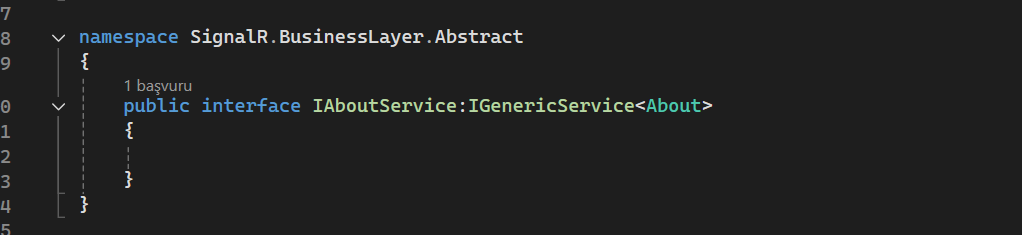 7
8 namespace SignalR.BusinessLayer.Abstract
9 {
1 başvuru
0 public interface IAboutService:IGenericService<About>
1 {
2
3 }
4 }
5